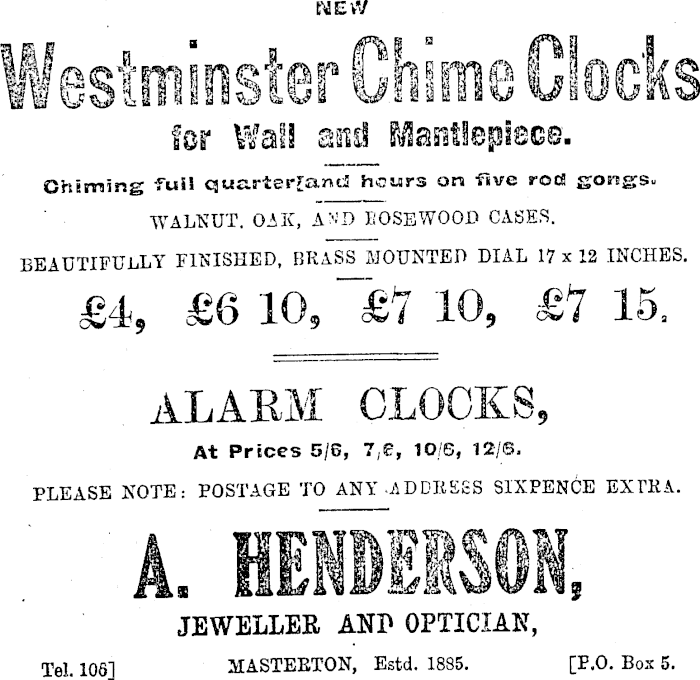 NEW
Westminster Chime Clocks
for Wall and Mantlepiece.
Chiming full quarter[and hours on five rod gongs.
WALNUT. OAK, AND ROSEWOOD CASES.
BEAUTIFULLY FINISHED, BRASS MOUNTED DIAL 17 x 12 INCHES.
£4, £6 10, £7 10, £7 15.
ALARM CLOCKS,
At Prices 5/6, 7/6, 10/6, 12/6.
PLEASE NOTE: POSTAGE TO ANY ADDRESS SIXPENCE EXTRA.
A. HENDERSON,
JEWELLER AND OPTICIAN,
Tel. 106] MASTERTON, Estd. 1885. [P.O. Box 5.